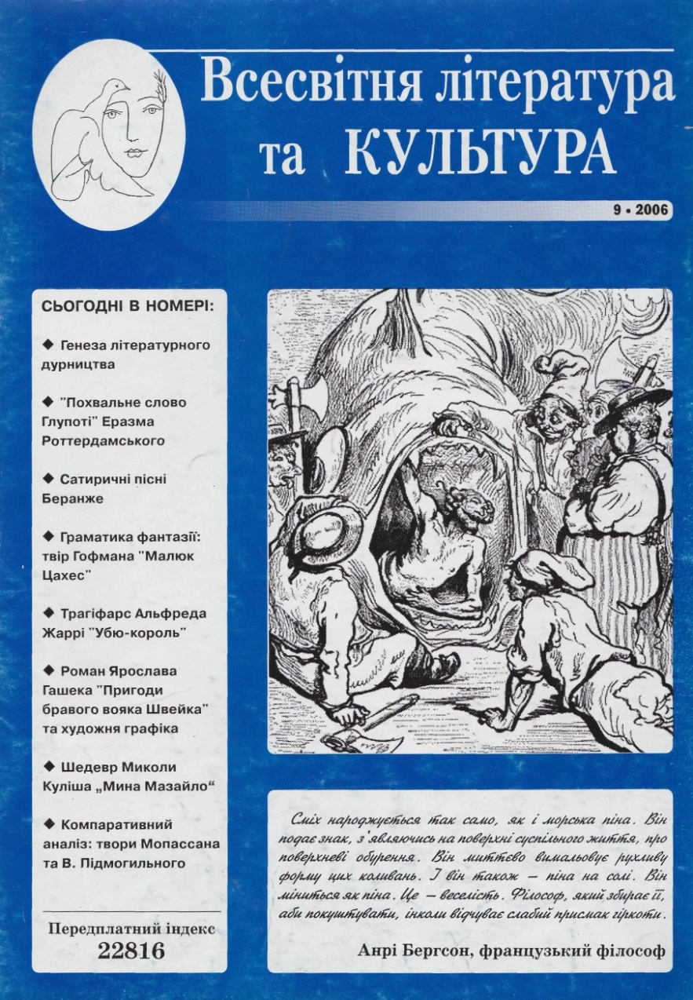 Всесвітня література
та КУЛЬТУРА
9 • 2006
СЬОГОДНІ В НОМЕРІ:
◆ Генеза літературного
дурництва
◆ "Похвальне слово
Глупоті" Еразма
Роттердамського
◆ Сатиричні пісні
Беранже
◆ Граматика фантазії:
твір Гофмана "Малюк
Цахес"
◆ Трагіфарс Альфреда
Жаррі "Убю-король"
◆ Роман Ярослава
Гашека "Пригоди
бравого вояка Швейка"
та художня графіка
◆ Шедевр Миколи
Куліша „Мина Мазайло“
◆ Компаративний
аналіз: твори Мопассана
та В. Підмогильного
Передплатний індекс
22816
Сміх народжується так само, як і морська піна. Він
подає знак, з'являючись на поверхні суспільного життя, про
поверхневі обурення. Він миттєво вимальовує рухливу
форму цих коливань. І він також — піна на солі. Він
міниться як піна. Це — веселість. Філософ, який збирає її,
аби покуштувати, інколи відчуває слабий присмак гіркоти.
Анрі Бергсон, французький філософ